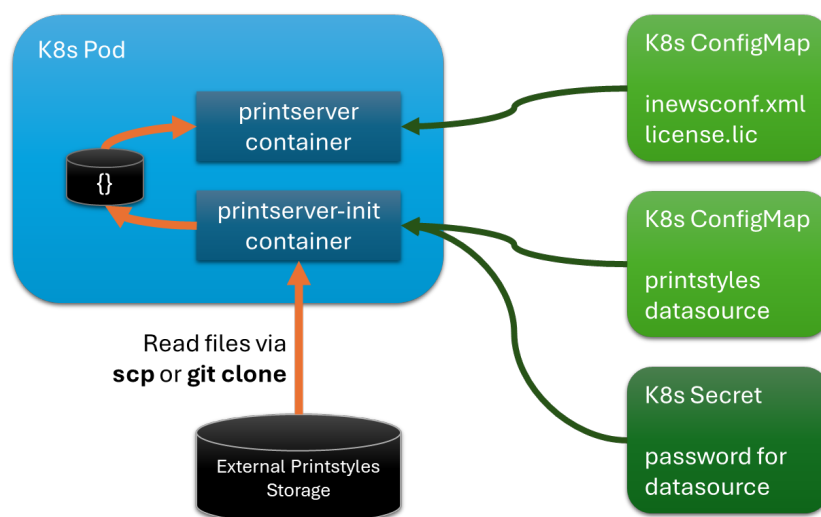 K8s Pod
printserver
container
{}
printserver-init
container
Read files via
scp or git clone
External Printstyles
Storage
K8s ConfigMap
inewsconf.xml
license.lic
K8s ConfigMap
printstyles
datasource
K8s Secret
password for
datasource